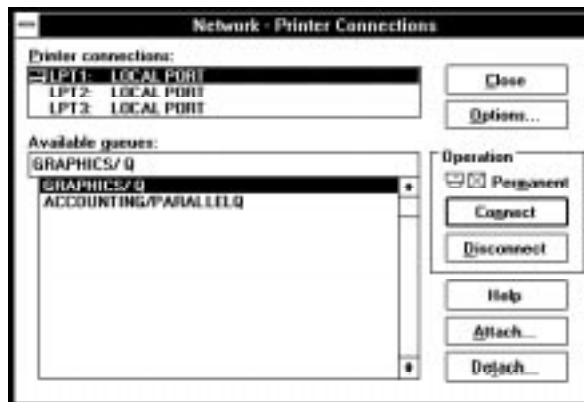 Network - Printer Connections
Printer connections:
LPT1: LOCAL PORT
LPT2: LOCAL PORT
LPT3: LOCAL PORT
Available queues:
GRAPHICS/Q
GRAPHICS/Q
ACCOUNTING/PARALLELQ
Close
Options...
Operation
Permanent
Connect
Disconnect
Help
Attach...
Detach...